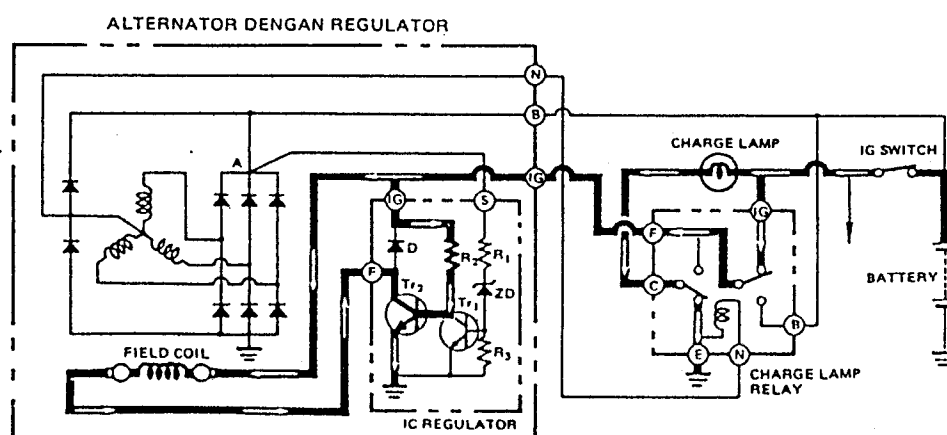 ALTERNATOR DENGAN REGULATOR
N
B
CHARGE LAMP
IG SWITCH
A
IG
IG
S
IG
F
D
R2
R1
F
C
BATTERY
Tr2
Tr1
ZD
B
R3
FIELD COIL
E
N
CHARGE LAMP
RELAY
IC REGULATOR